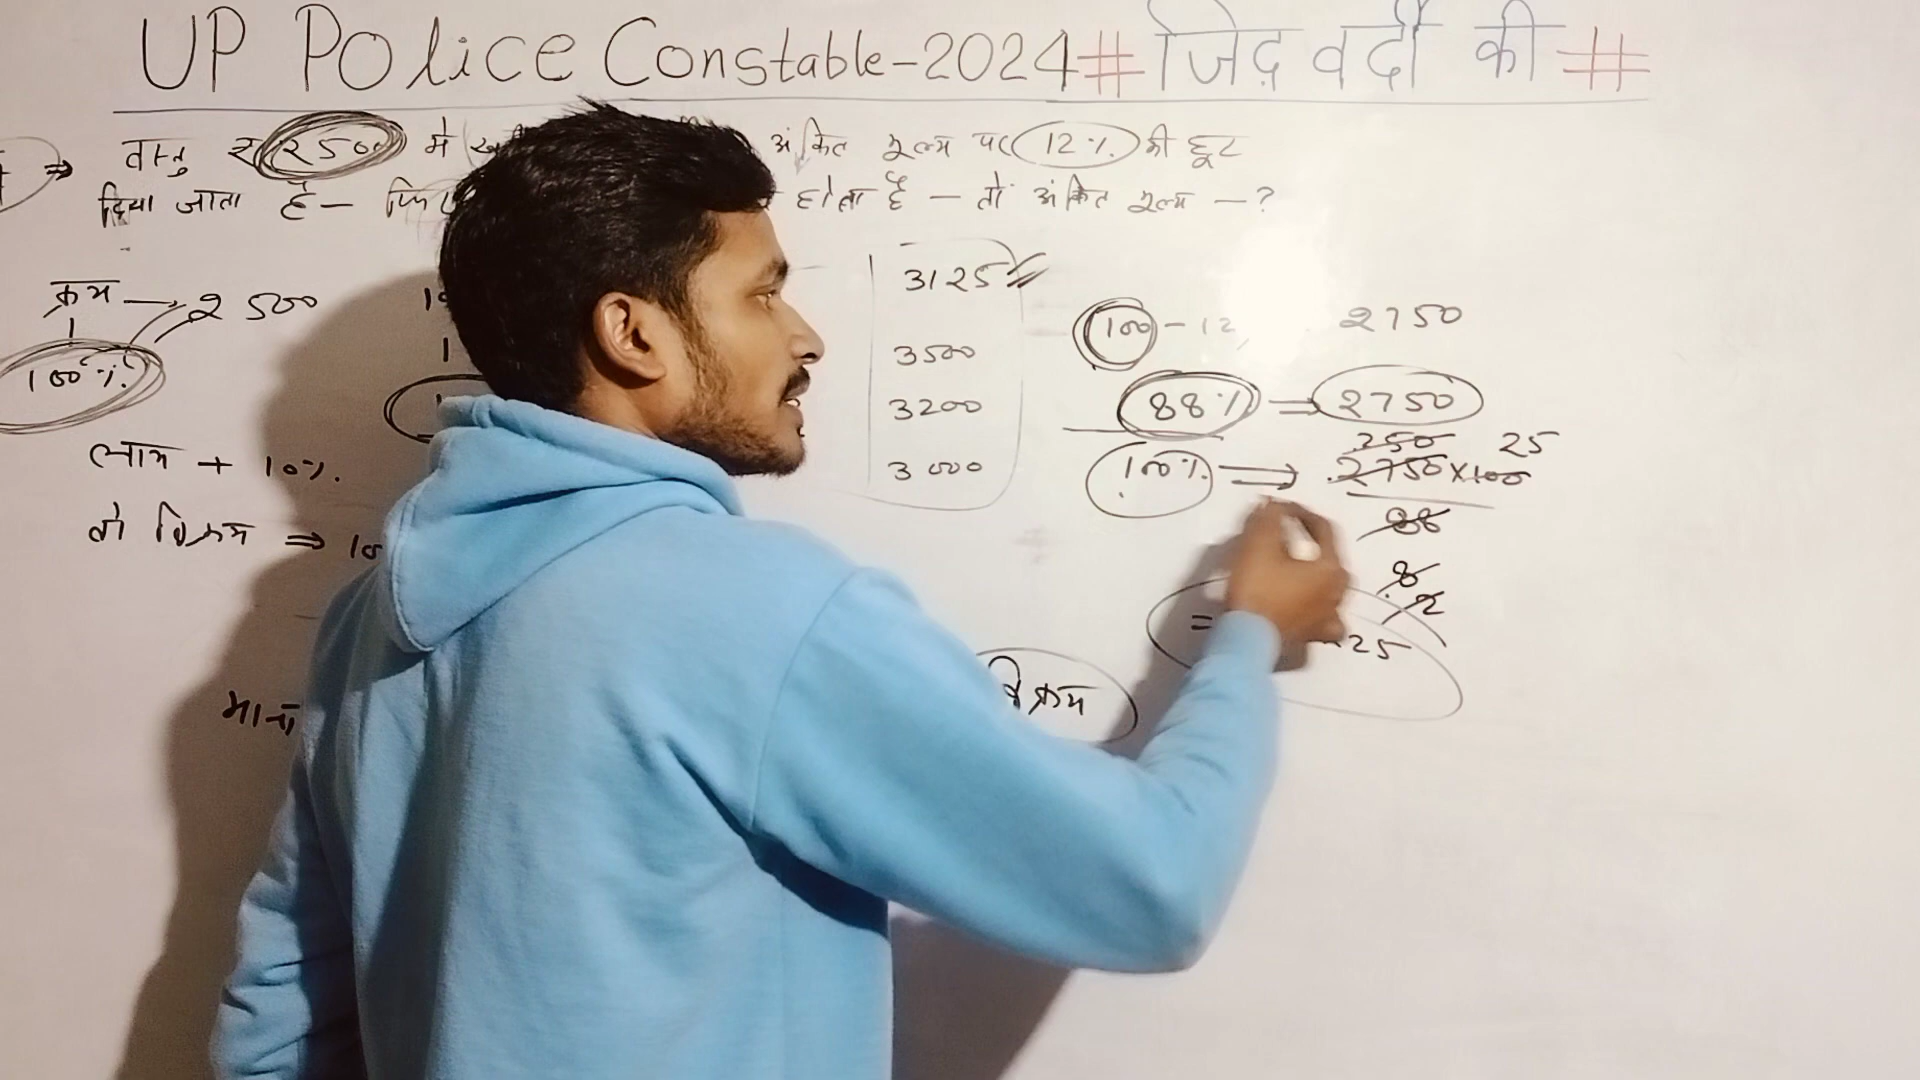 UP Police Constable-2024 # जिद़ वर्दी की #
⇒ वस्तु 2500 में अंकित मूल्य पर 12% की छूट
दिया जाता है – होता है – तो अंकित मूल्य – ?
क्रय → 2500
100%
लाभ + 10%.
तो विक्रय ⇒ 10
माना
विक्रय
3125
3500
3200
3000
100 - 12 2750
88% ⇒ 2750
250 25
100% ⇒ 2750×100
88
8
2
= 25